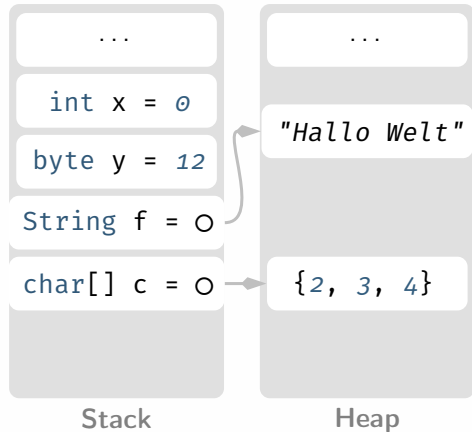 ...
int x = 0
byte y = 12
String f =
char[] c =
Stack
...
"Hallo Welt"
{2, 3, 4}
Heap